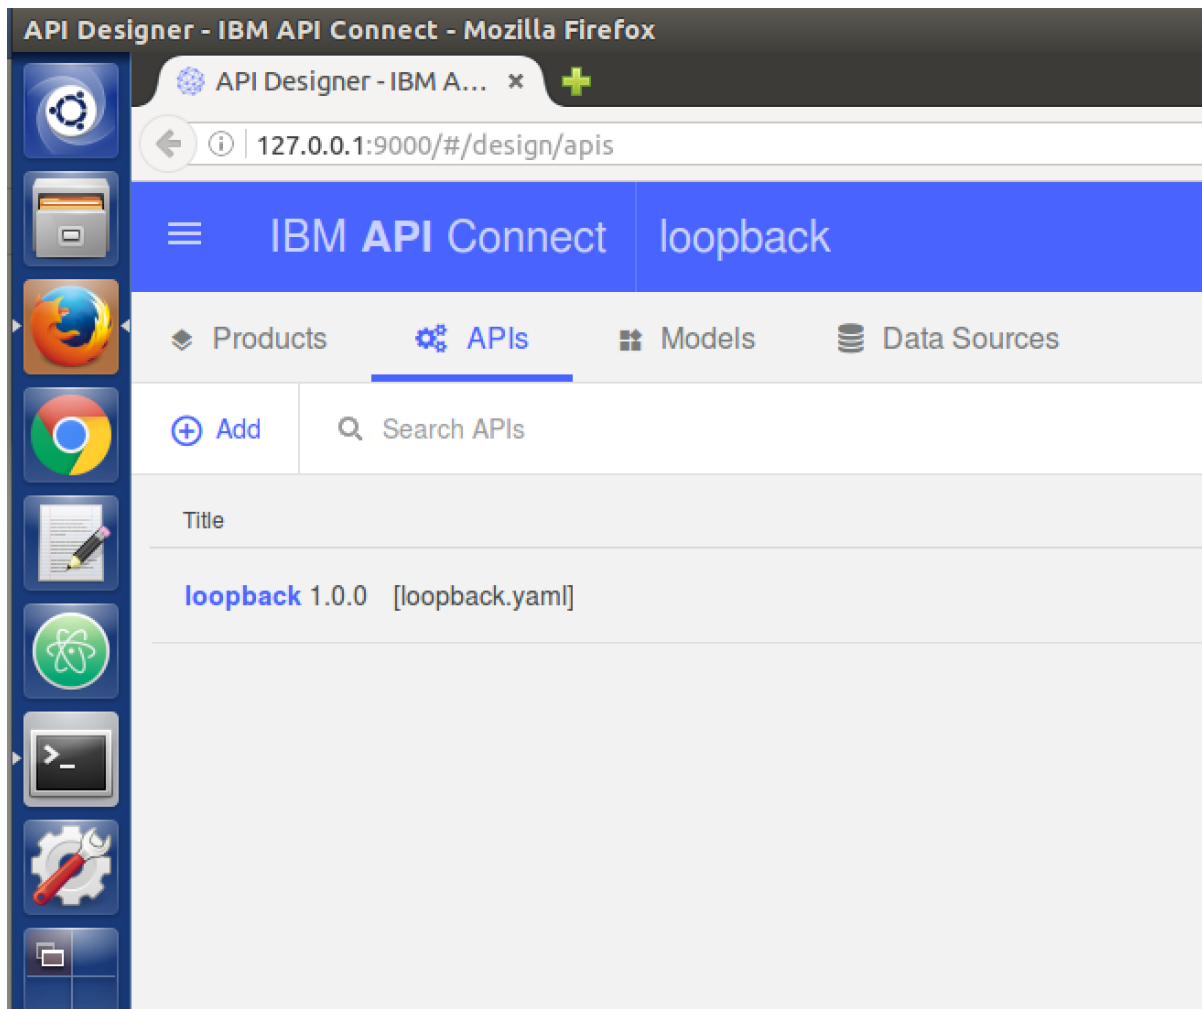 API Designer - IBM API Connect - Mozilla Firefox
API Designer - IBM A...
127.0.0.1:9000/#/design/apis
IBM API Connect loopback
Products APIs Models Data Sources
Add Search APIs
Title
loopback 1.0.0 [loopback.yaml]